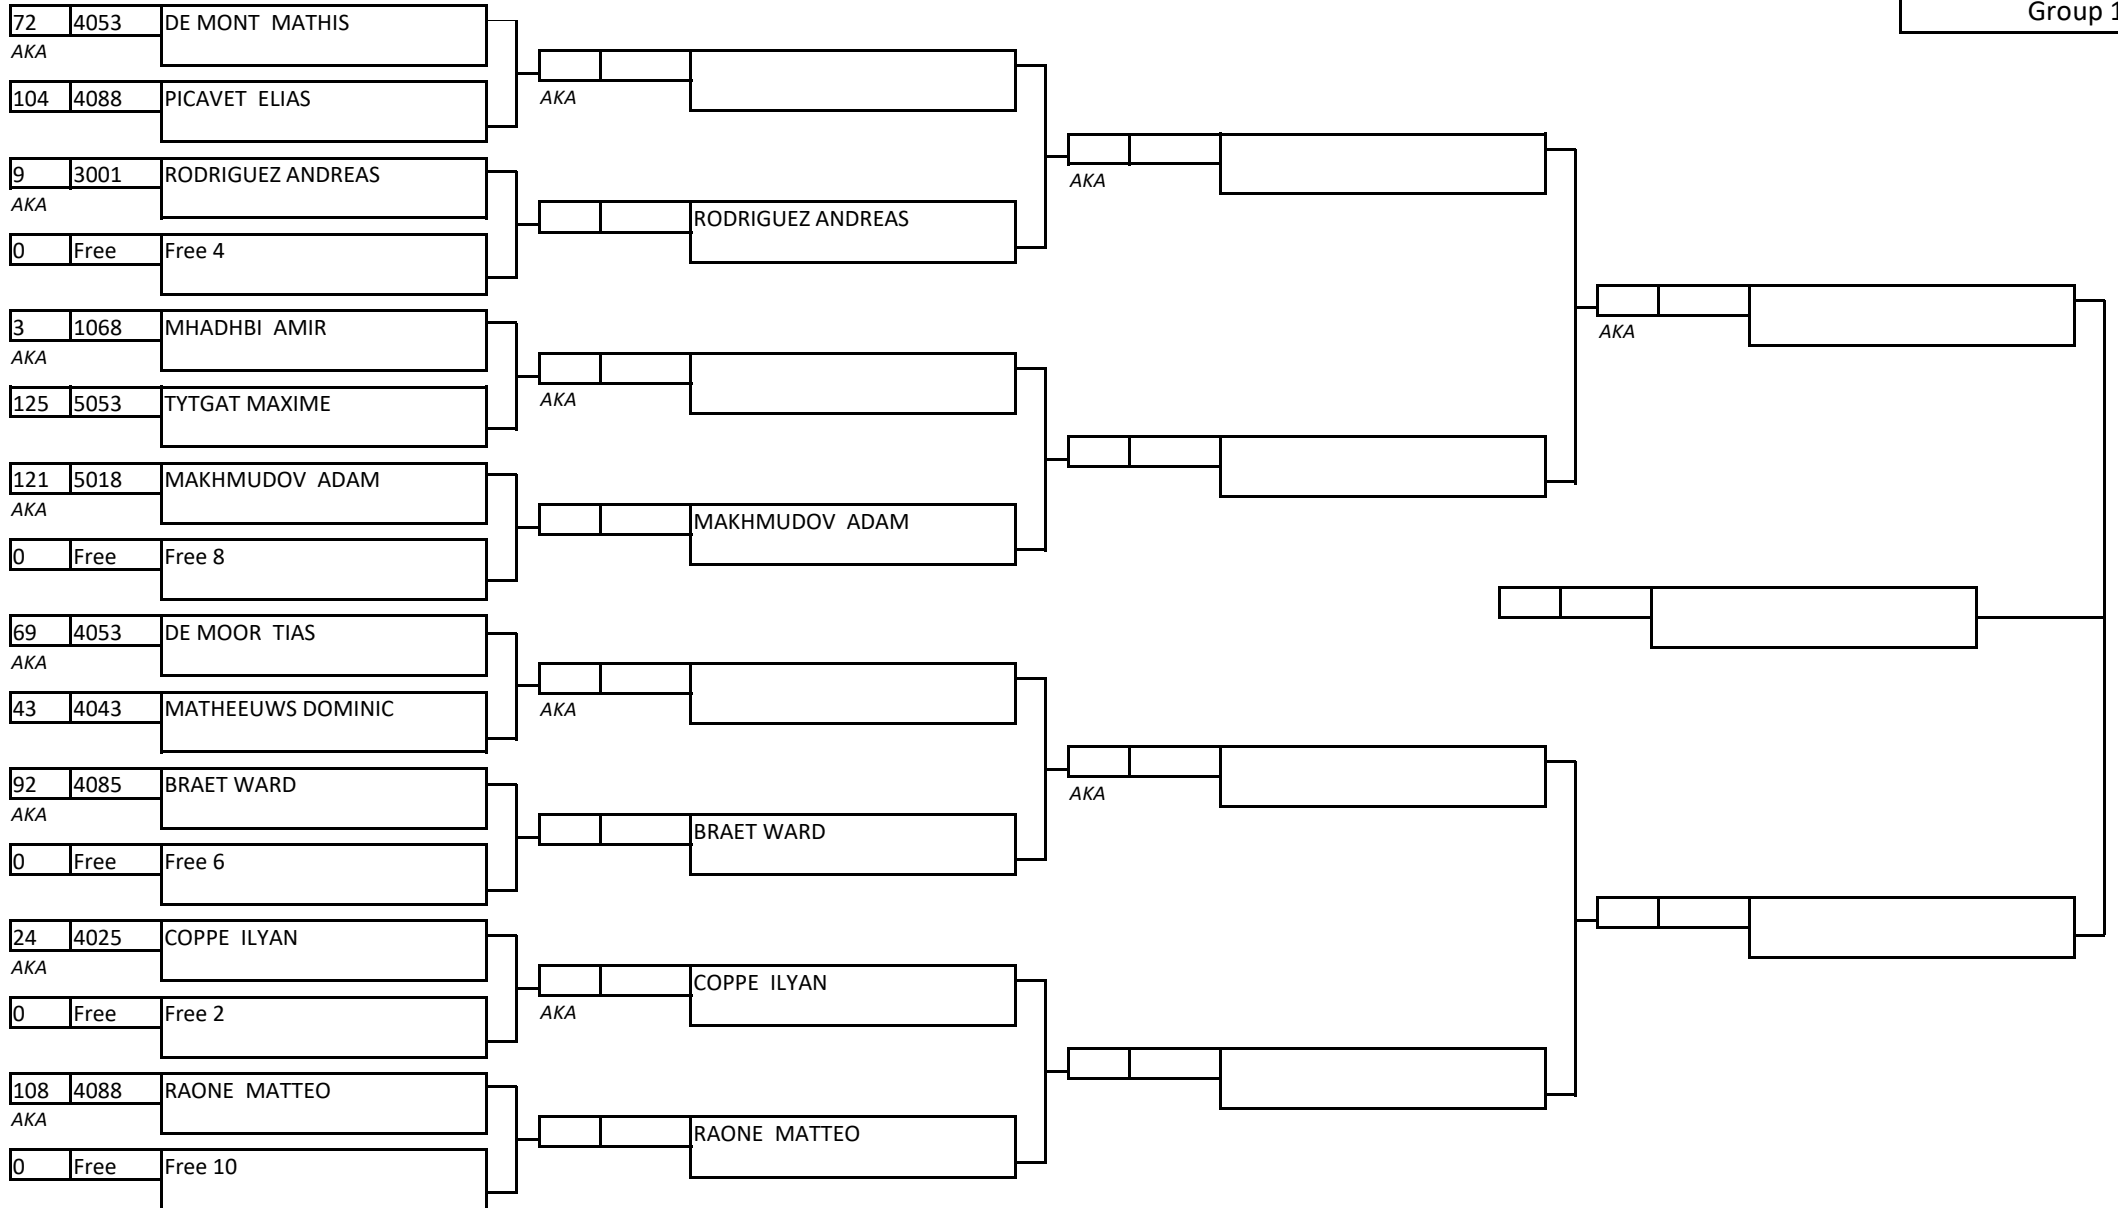 Group 1
72 4053 DE MONT  MATHIS
AKA
104 4088 PICAVET  ELIAS
AKA
9 3001 RODRIGUEZ ANDREAS
AKA
AKA
RODRIGUEZ ANDREAS
0 Free Free 4
3 1068 MHADHBI  AMIR
AKA
AKA
125 5053 TYTGAT MAXIME
AKA
121 5018 MAKHMUDOV  ADAM
AKA
MAKHMUDOV  ADAM
0 Free Free 8
69 4053 DE MOOR  TIAS
AKA
43 4043 MATHEEUWS DOMINIC
AKA
92 4085 BRAET WARD
AKA
AKA
BRAET WARD
0 Free Free 6
24 4025 COPPE  ILYAN
AKA
COPPE  ILYAN
0 Free Free 2
AKA
108 4088 RAONE  MATTEO
AKA
RAONE  MATTEO
0 Free Free 10